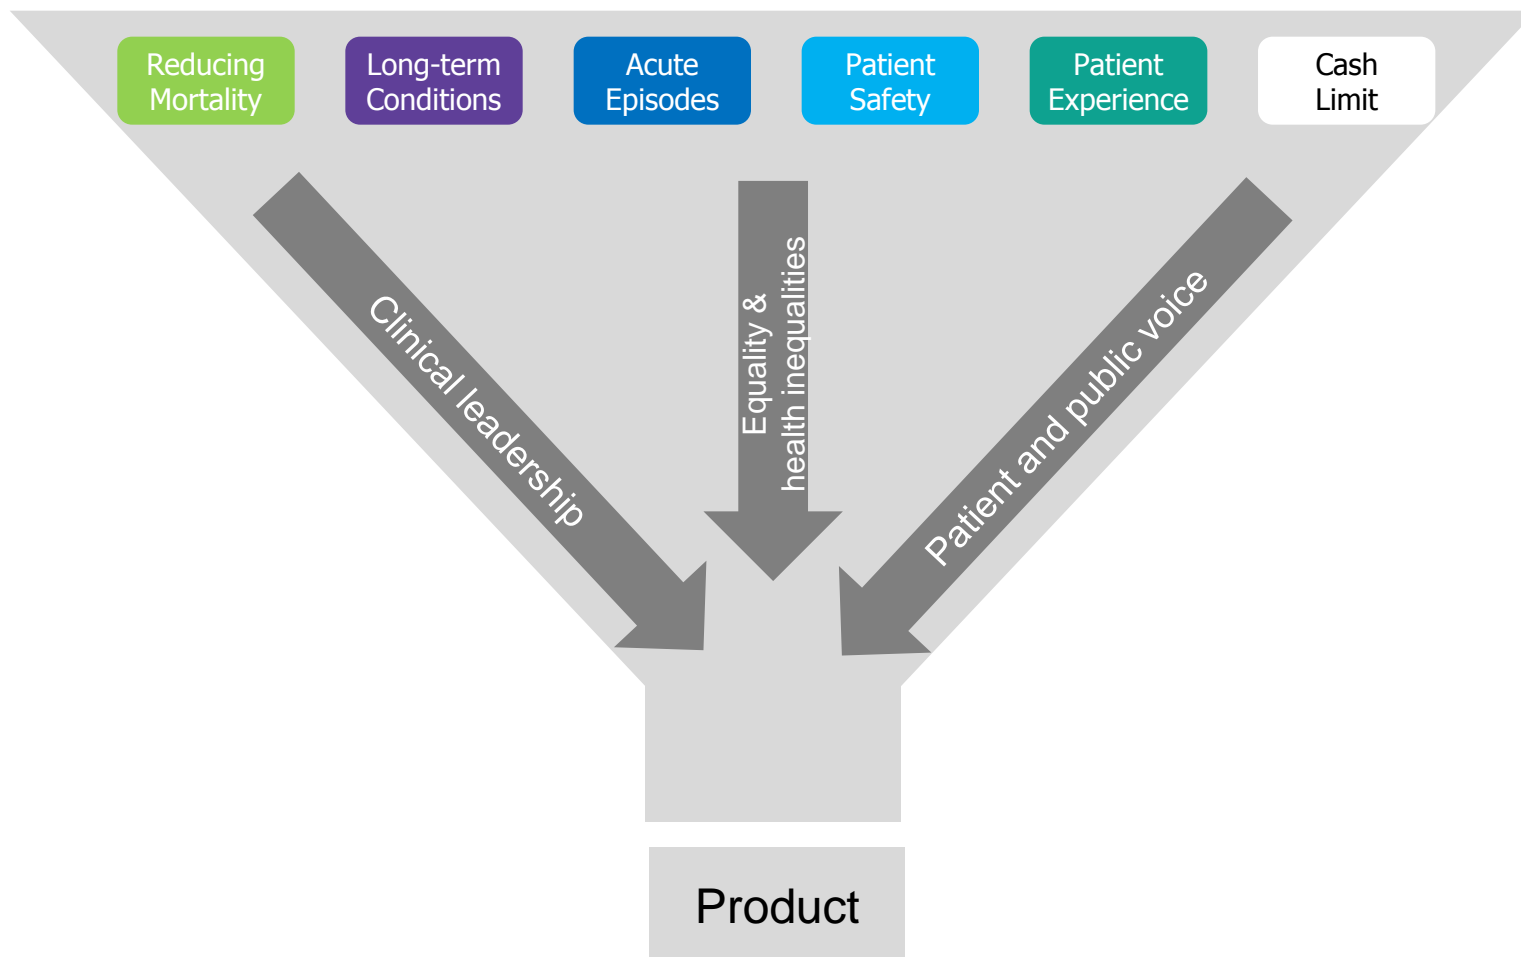 Reducing
Mortality
Long-term
Conditions
Acute
Episodes
Patient
Safety
Patient
Experience
Cash
Limit
Clinical leadership
Equality &
health inequalities
Patient and public voice
Product